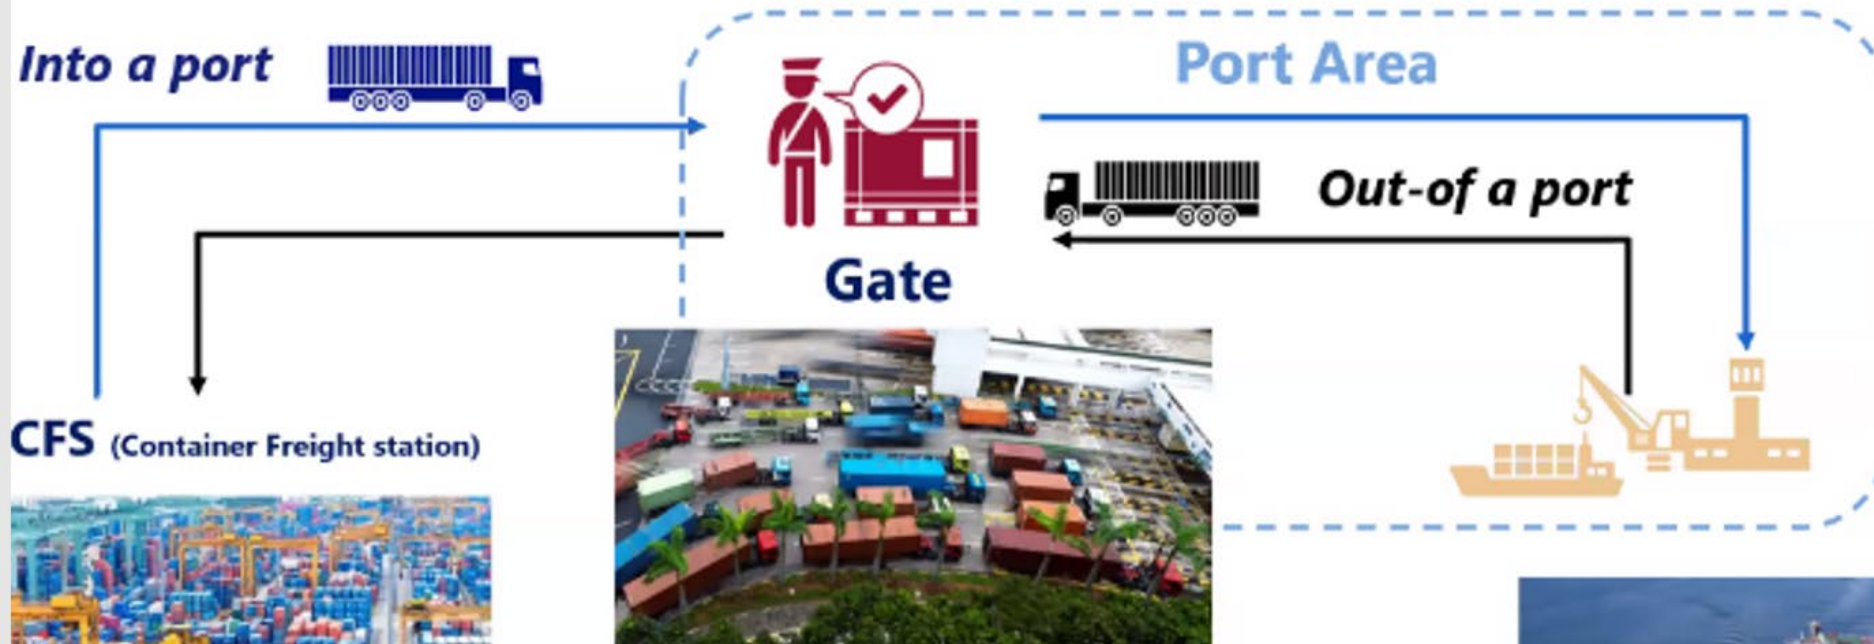 Into a port
Port Area
Out-of a port
Gate
CFS (Container Freight station)